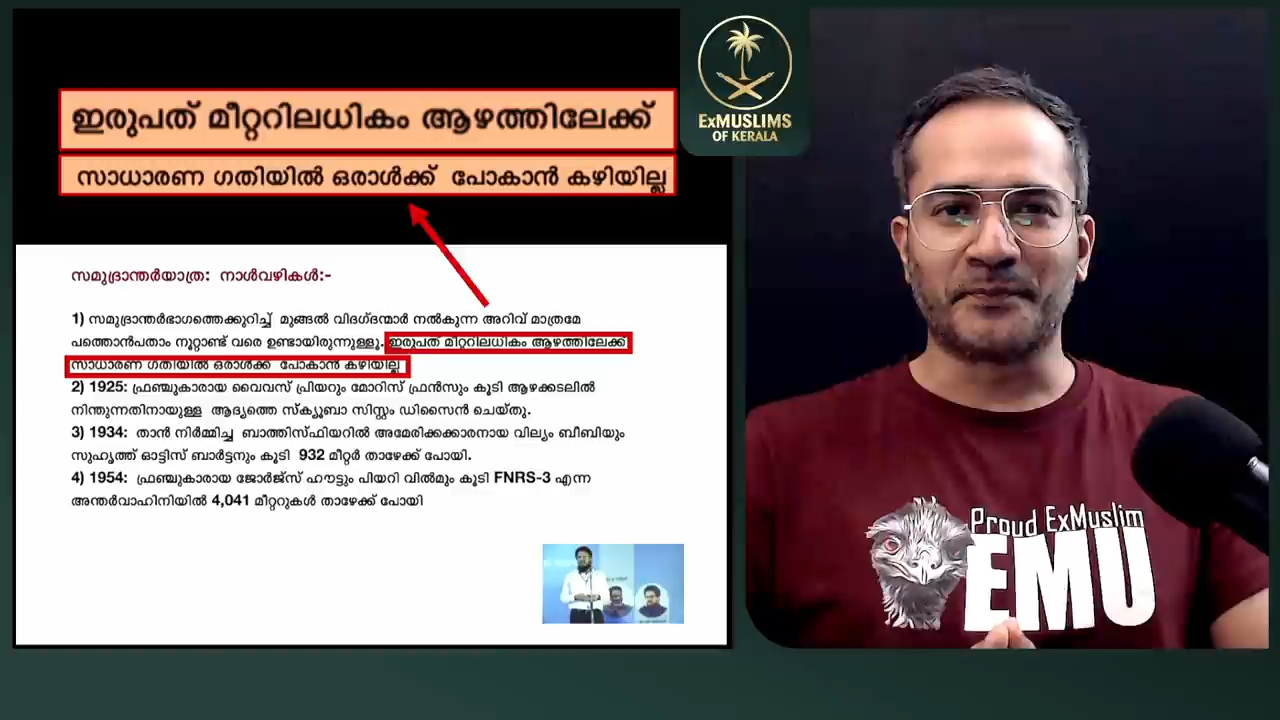 ഇരുപത് മീറ്ററിലധികം ആഴത്തിലേക്ക്
സാധാരണ ഗതിയിൽ ഒരാൾക്ക് പോകാൻ കഴിയില്ല
ExMUSLIMS
OF KERALA
സമുദ്രാന്തർയാത്ര: നാൾവഴികൾ:-
1) സമുദ്രാന്തർഭാഗത്തെക്കുറിച്ച് മുങ്ങൽ വിദഗ്ദന്മാർ നൽകുന്ന അറിവ് മാത്രമേ
പത്തൊൻപതാം നൂറ്റാണ്ട് വരെ ഉണ്ടായിരുന്നുള്ളൂ. ഇരുപത് മീറ്ററിലധികം ആഴത്തിലേക്ക്
സാധാരണ ഗതിയിൽ ഒരാൾക്ക് പോകാൻ കഴിയില്ല
2) 1925: ഫ്രഞ്ചുകാരായ വൈവസ് പ്രിയറും മോറിസ് ഫ്രൻസും കൂടി ആഴക്കടലിൽ
നിന്തുന്നതിനായുള്ള ആദ്യത്തെ സ്ക്യൂബാ സിസ്റ്റം ഡിസൈൻ ചെയ്തു.
3) 1934: താൻ നിർമ്മിച്ച ബാത്തിസ്ഫിയറിൽ അമേരിക്കക്കാരനായ വില്യം ബീബിയും
സുഹൃത്ത് ഓട്ടിസ് ബാർട്ടനും കൂടി 932 മീറ്റർ താഴേക്ക് പോയി.
4) 1954: ഫ്രഞ്ചുകാരായ ജോർജ്സ് ഹൗട്ടും പിയറി വിൽമും കൂടി FNRS-3 എന്ന
അന്തർവാഹിനിയിൽ 4,041 മീറ്ററുകൾ താഴേക്ക് പോയി
Proud ExMuslim
EMU